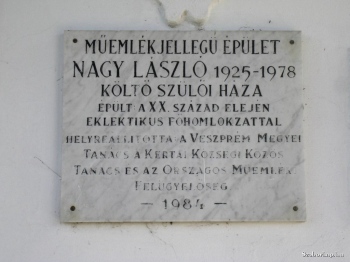 MŰEMLÉKJELLEGŰ ÉPÜLET
NAGY LÁSZLÓ 1925-1978
KÖLTŐ SZÜLŐI HÁZA
ÉPÜLT A XX. SZÁZAD ELEJÉN
EKLEKTIKUS FŐHOMLOKZATTAL
HELYREÁLLÍTOTTA A VESZPRÉM MEGYEI
TANÁCS A KERTAI KÖZSÉGI KÖZÖS
TANÁCS ÉS AZ ORSZÁGOS MŰEMLÉKI
FELÜGYELŐSÉG
— 1984 —